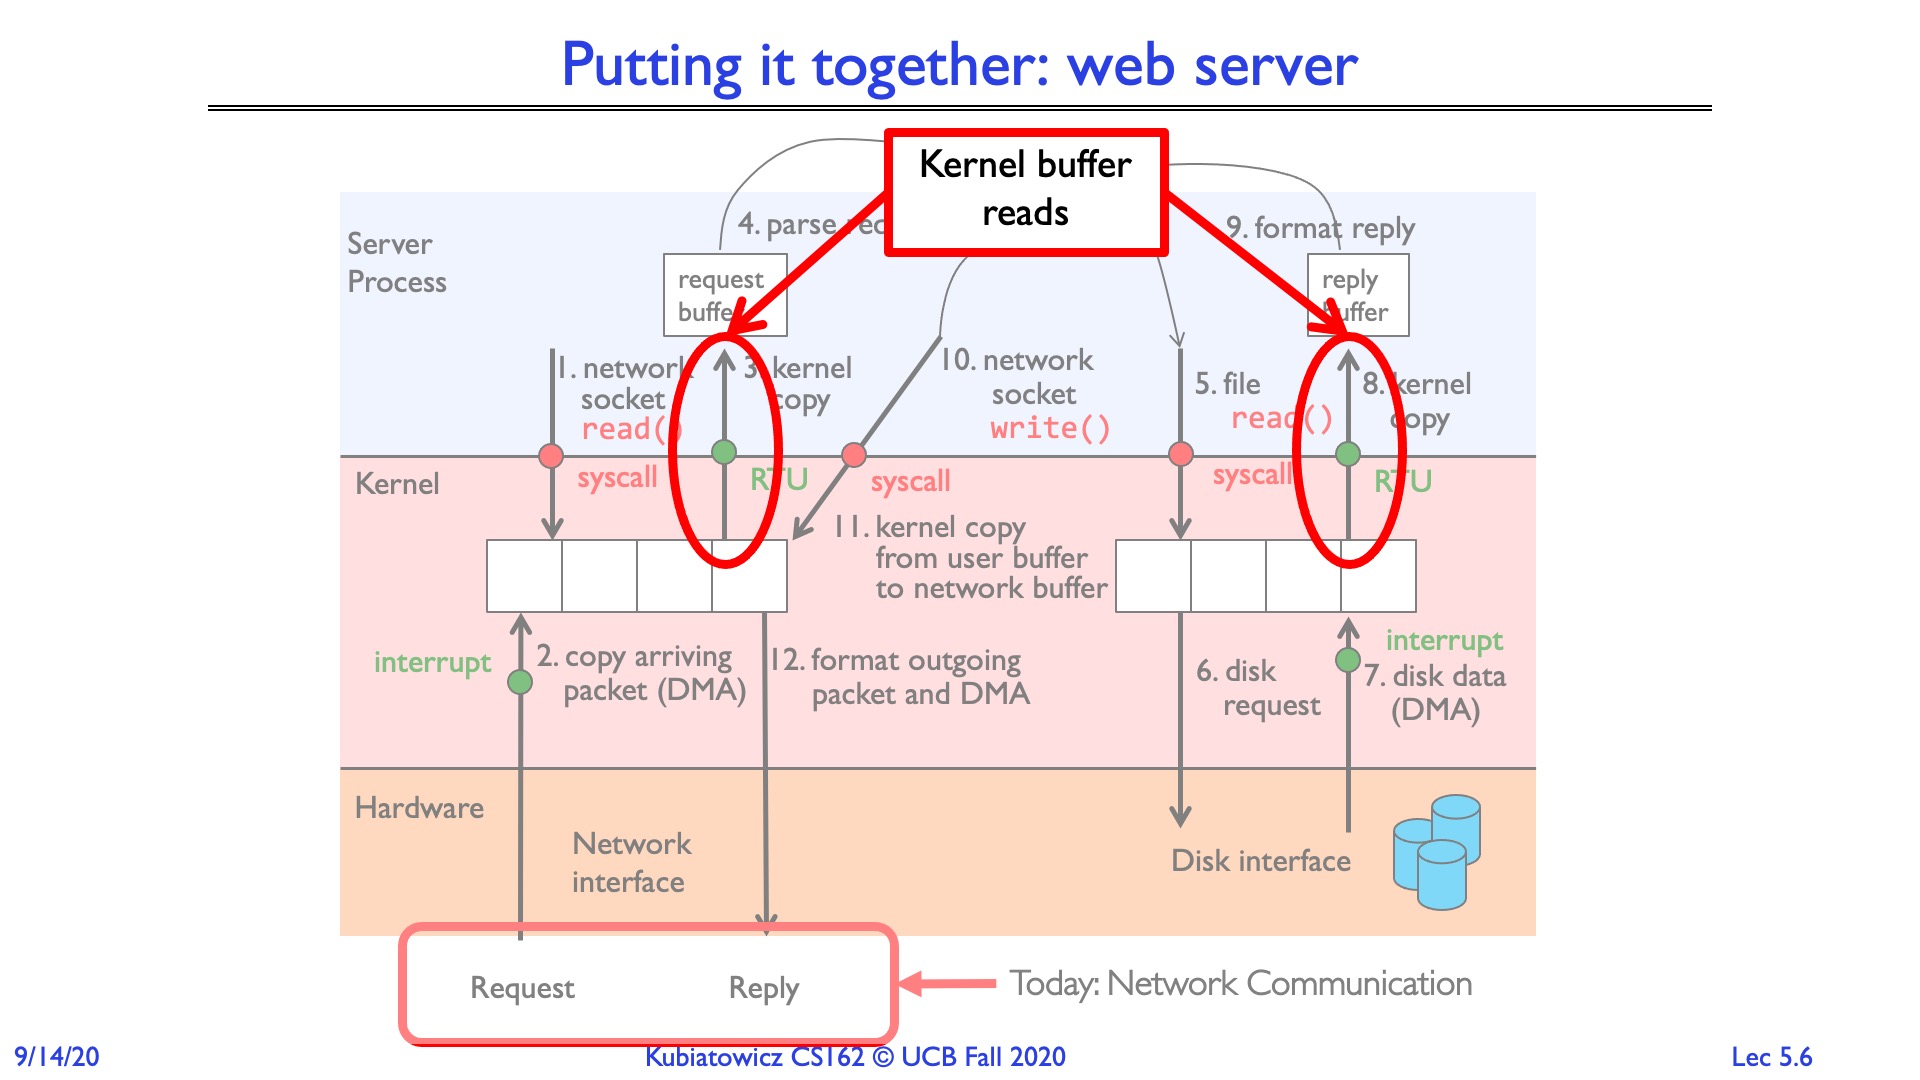 Putting it together: web server
Kernel buffer
reads
4. parse rec
9. format reply
Server
Process
request
buffe
reply
buffer
1. network
socket
read()
3. kernel
copy
10. network
socket
write()
5. file
read()
8. kernel
copy
Kernel
syscall
RTU
syscall
syscall
RTU
11. kernel copy
from user buffer
to network buffer
interrupt
2. copy arriving
packet (DMA)
12. format outgoing
packet and DMA
6. disk
request
interrupt
7. disk data
(DMA)
Hardware
Network
interface
Disk interface
Request
Reply
Today: Network Communication
9/14/20
Kubiatowicz CS162 © UCB Fall 2020
Lec 5.6